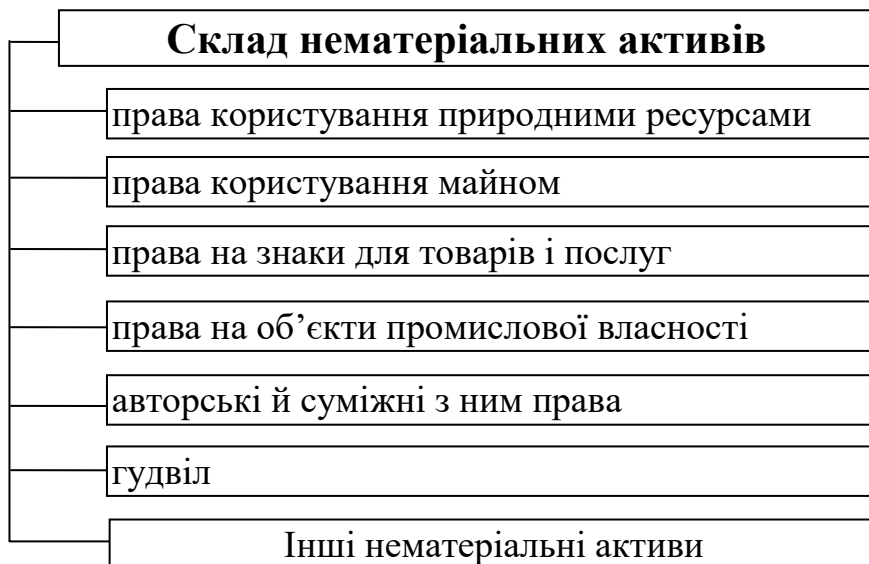 Склад нематеріальних активів
права користування природними ресурсами
права користування майном
права на знаки для товарів і послуг
права на об’єкти промислової власності
авторські й суміжні з ним права
гудвіл
Інші нематеріальні активи